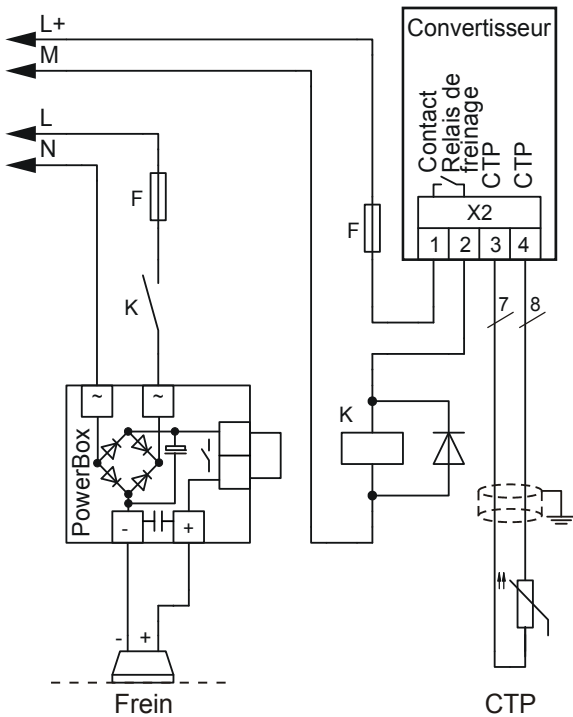 L+
M
L
N
F
K
Convertisseur
Contact
Relais de
freinage
CTP
CTP
X2
1 2 3 4
F
7 8
~ ~
K
PowerBox
- +
- +
Frein
CTP